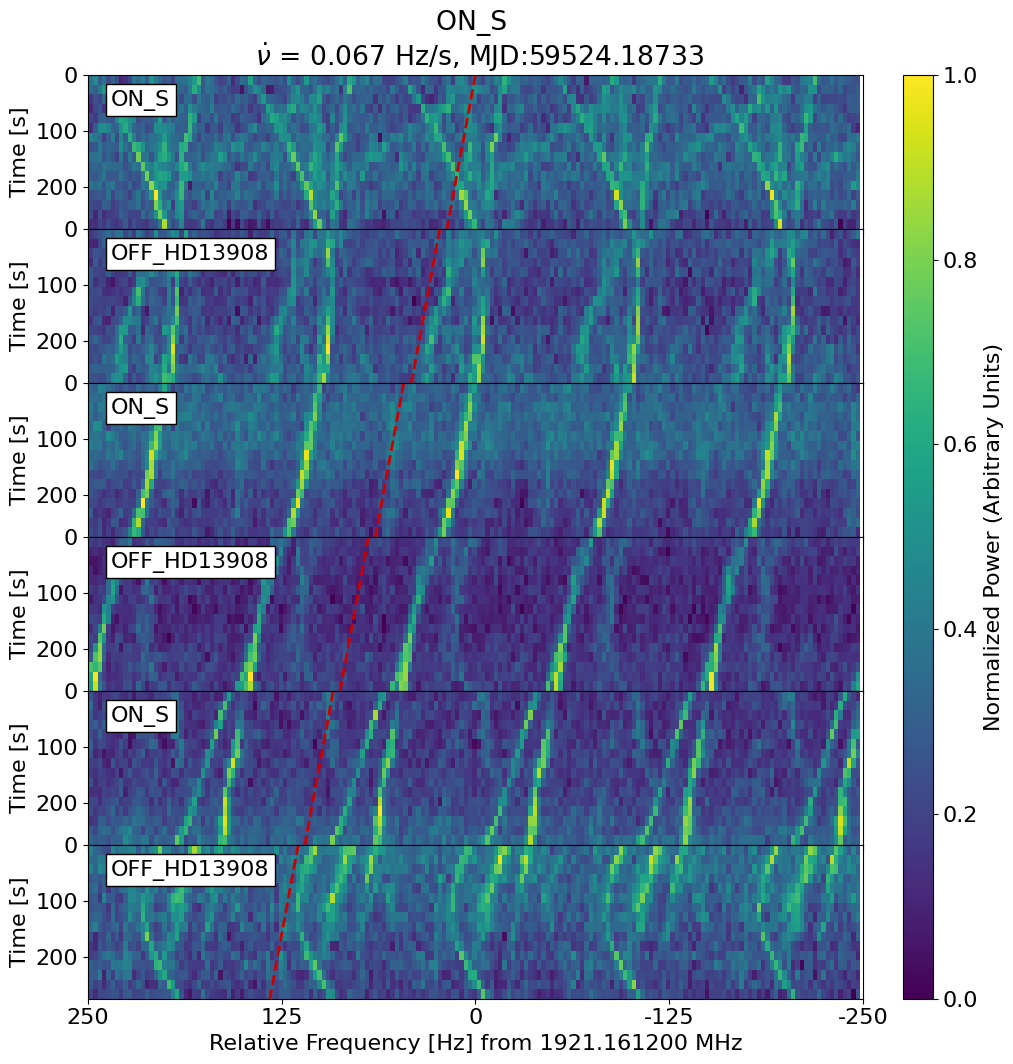 ON_S
ν̇ = 0.067 Hz/s, MJD:59524.18733
0
ON_S
100
Time [s]
200
0
OFF_HD13908
100
Time [s]
200
0
ON_S
100
Time [s]
200
0
OFF_HD13908
100
Time [s]
200
0
ON_S
100
Time [s]
200
0
OFF_HD13908
100
Time [s]
200
250 125 0 -125 -250
Relative Frequency [Hz] from 1921.161200 MHz
1.0
0.8
0.6
0.4
0.2
0.0
Normalized Power (Arbitrary Units)